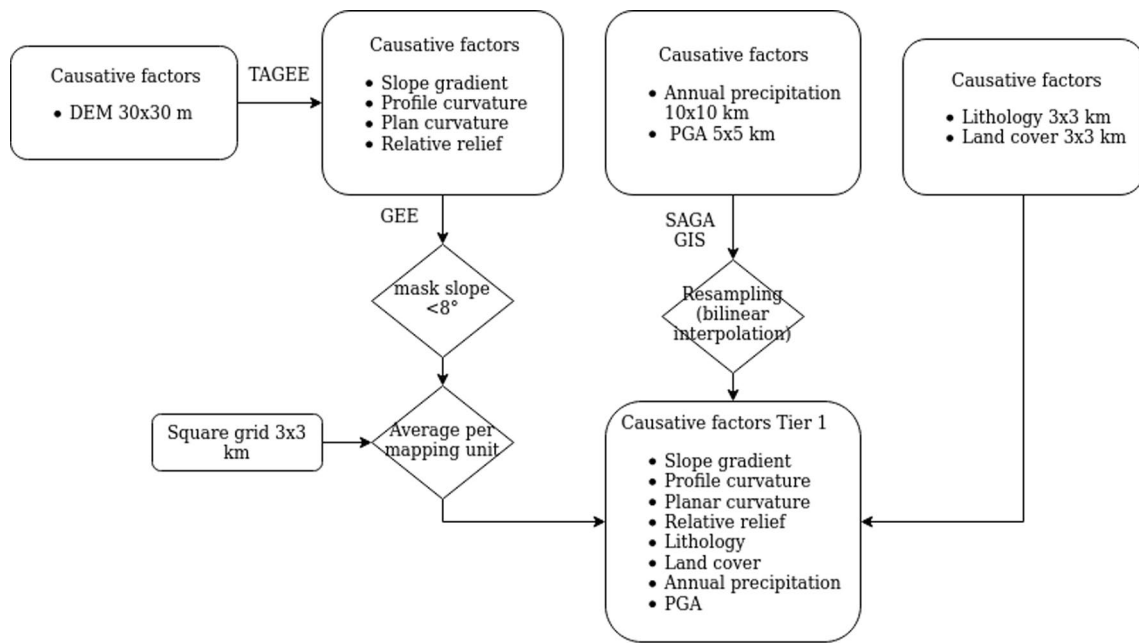 Causative factors
• DEM 30x30 m
TAGEE
Causative factors
• Slope gradient
• Profile curvature
• Plan curvature
• Relative relief
Causative factors
• Annual precipitation
10x10 km
• PGA 5x5 km
Causative factors
• Lithology 3x3 km
• Land cover 3x3 km
GEE
SAGA
GIS
mask slope
<8°
Resampling
(bilinear
interpolation)
Square grid 3x3
km
Average per
mapping unit
Causative factors Tier 1
• Slope gradient
• Profile curvature
• Planar curvature
• Relative relief
• Lithology
• Land cover
• Annual precipitation
• PGA